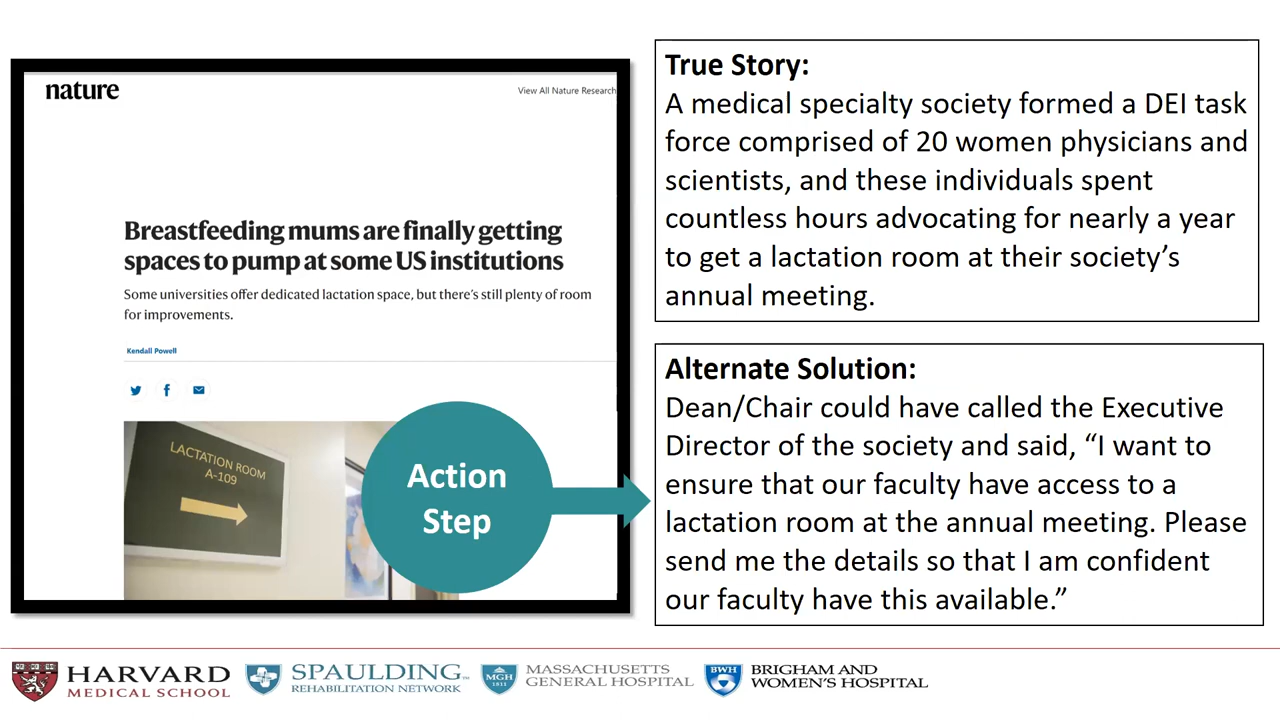 nature
View All Nature Research
Breastfeeding mums are finally getting
spaces to pump at some US institutions
Some universities offer dedicated lactation space, but there's still plenty of room
for improvements.
Kendall Powell
LACTATION ROOM
A-109
Action
Step
True Story:
A medical specialty society formed a DEI task
force comprised of 20 women physicians and
scientists, and these individuals spent
countless hours advocating for nearly a year
to get a lactation room at their society’s
annual meeting.
Alternate Solution:
Dean/Chair could have called the Executive
Director of the society and said, “I want to
ensure that our faculty have access to a
lactation room at the annual meeting. Please
send me the details so that I am confident
our faculty have this available.”
HARVARD
MEDICAL SCHOOL
SPAULDING™
REHABILITATION NETWORK
MGH
1811
MASSACHUSETTS
GENERAL HOSPITAL
BWH
BRIGHAM AND
WOMEN'S HOSPITAL